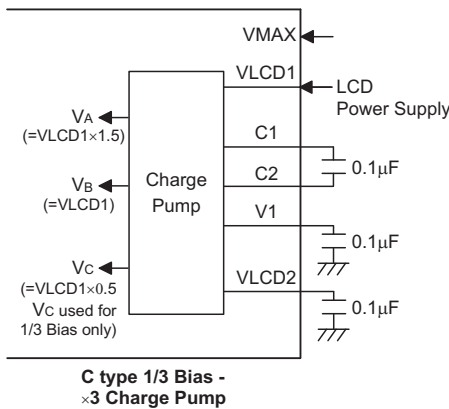 VMAX
VLCD1
LCD
Power Supply
VA
(=VLCD1×1.5)
C1
0.1μF
C2
VB
(=VLCD1)
Charge
Pump
V1
0.1μF
VC
(=VLCD1×0.5
VC used for
1/3 Bias only)
VLCD2
0.1μF
C type 1/3 Bias -
×3 Charge Pump